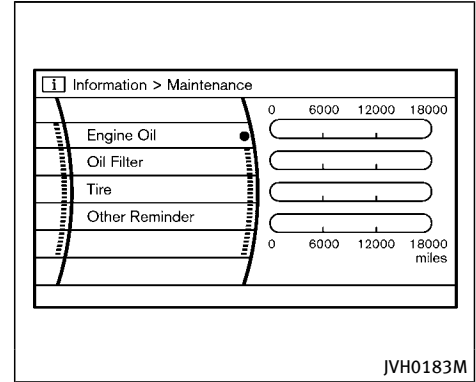 i Information > Maintenance
0 6000 12000 18000
Engine Oil
Oil Filter
Tire
Other Reminder
0 6000 12000 18000
miles
JVH0183M